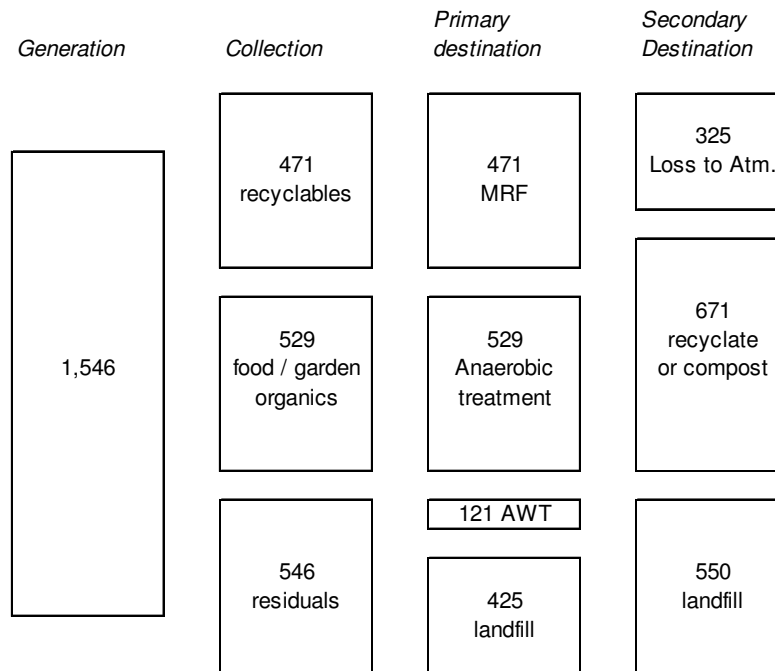 Generation
Collection
Primary
destination
Secondary
Destination
1,546
471
recyclables
529
food / garden
organics
546
residuals
471
MRF
529
Anaerobic
treatment
121 AWT
425
landfill
325
Loss to Atm.
671
recyclate
or compost
550
landfill